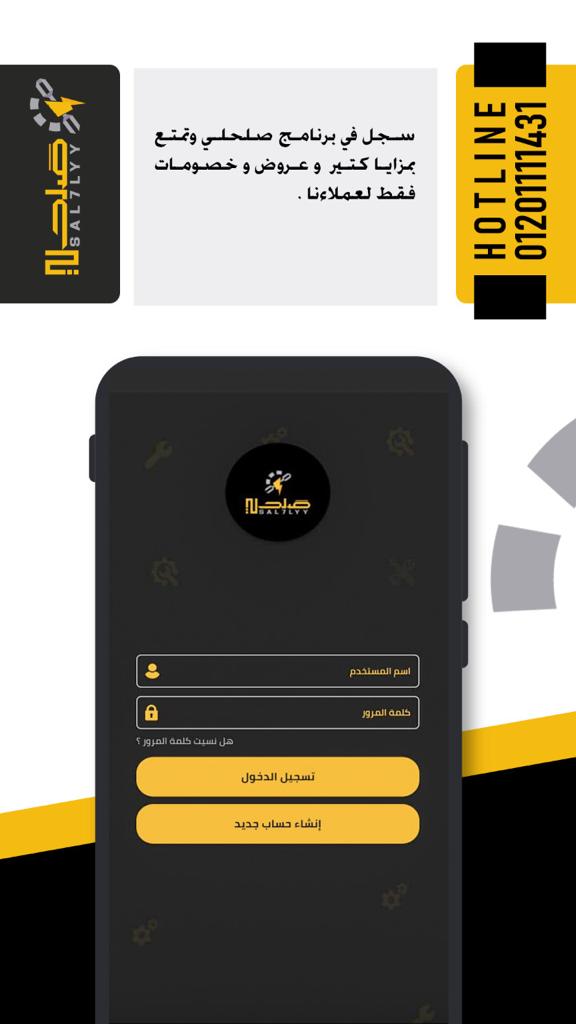 صلحلي
SAL7LYY
سجل في برنامج صلحلي وتمتع
بمزايا كتير و عروض و خصومات
فقط لعملاءنا .
HOTLINE
01201111431
صلحلي
SAL7LYY
اسم المستخدم
كلمة المرور
هل نسيت كلمة المرور ؟
تسجيل الدخول
إنشاء حساب جديد